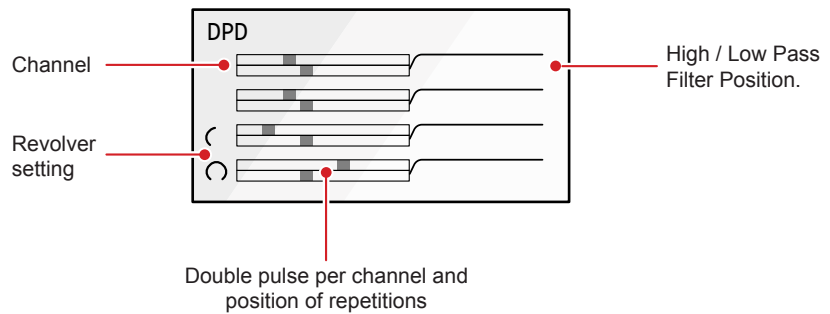 DPD
Channel
High / Low Pass
Filter Position.
Revolver
setting
Double pulse per channel and
position of repetitions